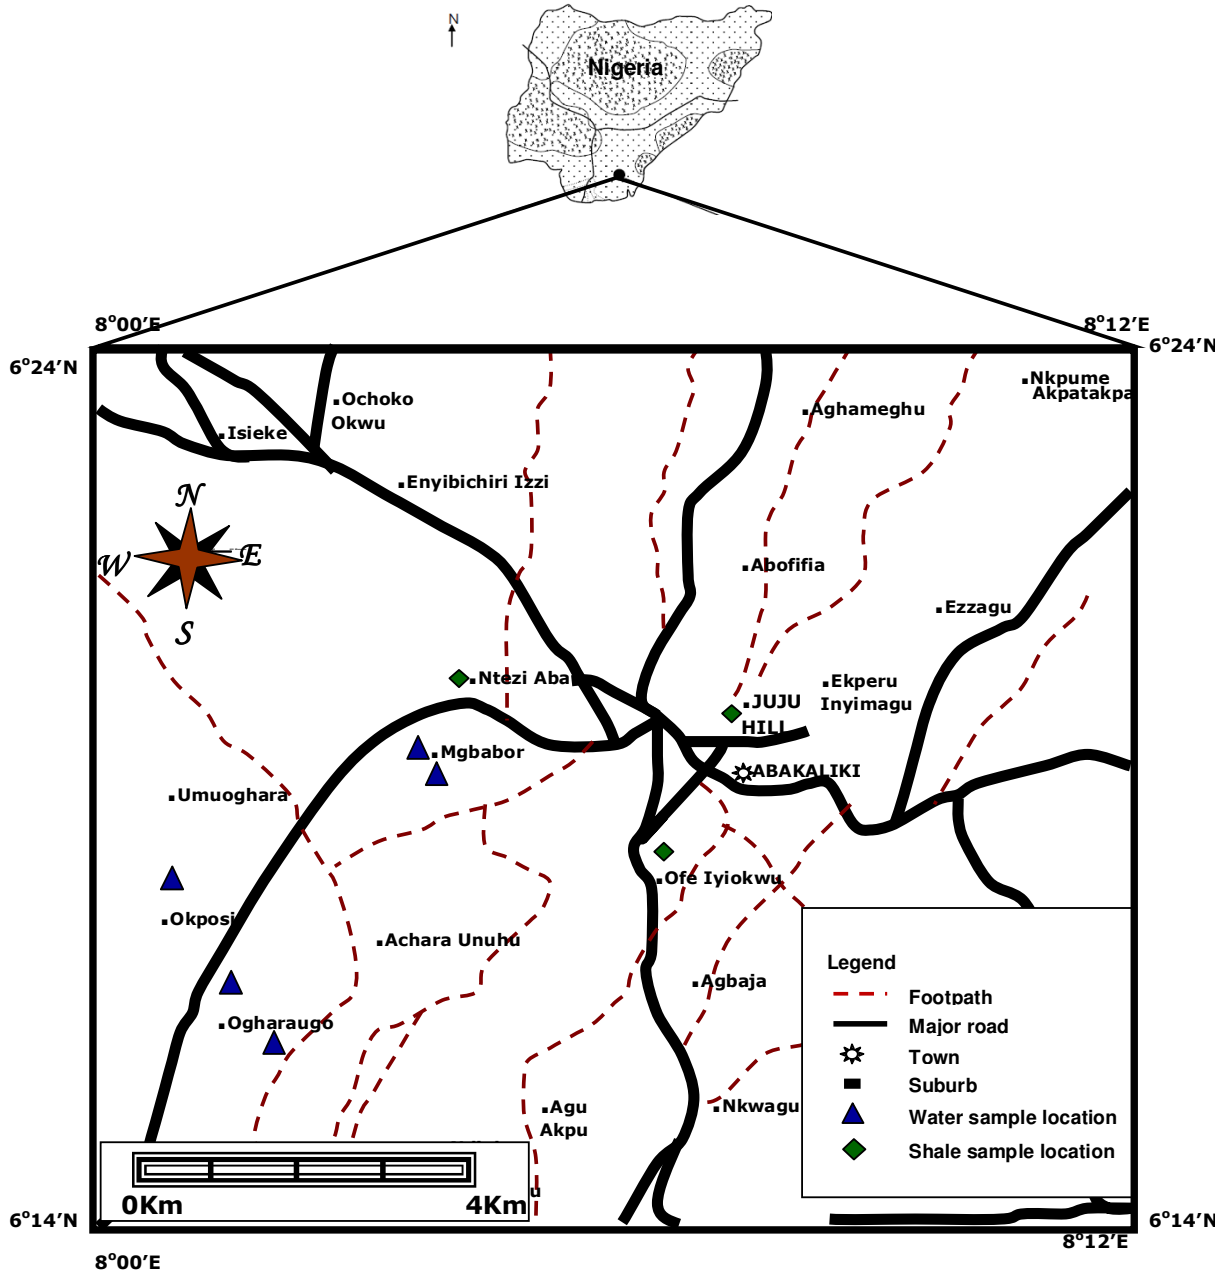 N
Nigeria
8°00'E
8°12'E
6°24'N
6°24'N
Nkpume
Akpatakpa
Ochoko
Okwu
Aghameghu
Isieke
Enyibichiri Izzi
N
W
E
S
Abofifia
Ezzagu
Ntezi Aba
Ekperu
Inyimagu
JUJU
HILL
Mgbabor
ABAKALIKI
Umuoghara
Ofe Iyiokwu
Okposi
Achara Unuhu
Agbaja
Ogharaugo
Agu
Akpu
Nkwagu
Legend
Footpath
Major road
Town
Suburb
Water sample location
Shale sample location
0Km
4Km
u
6°14'N
6°14'N
8°00'E
8°12'E